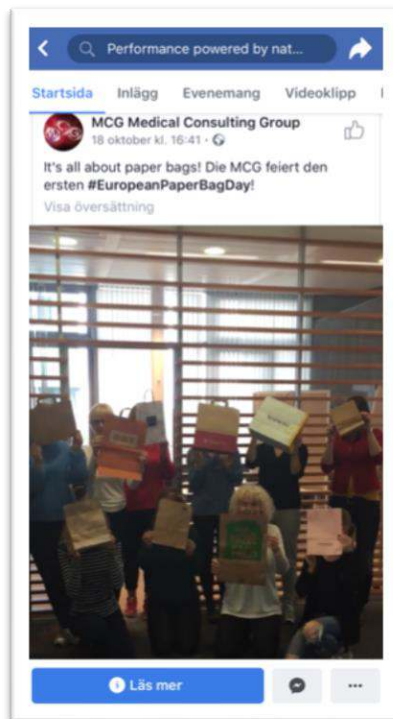 Performance powered by nat...
Startsida Inlägg Evenemang Videoklipp
MCG Medical Consulting Group
18 oktober kl. 16:41 ·
It's all about paper bags! Die MCG feiert den
ersten #EuropeanPaperBagDay!
Visa översättning
Läs mer